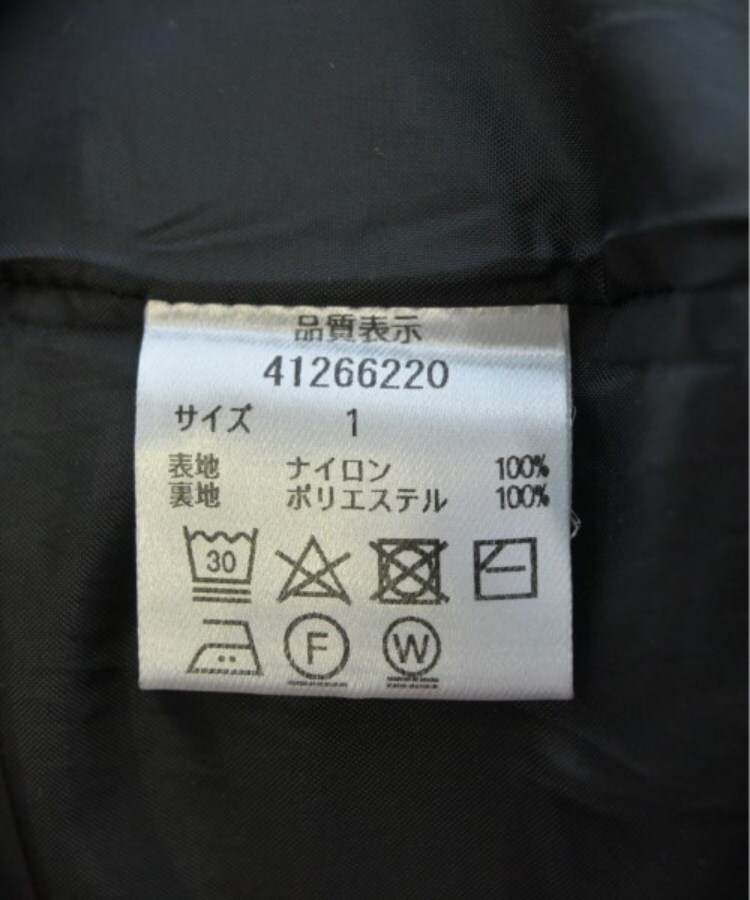 品質表示
41266220
サイズ 1
表地 ナイロン 100%
裏地 ポリエステル 100%
30
F W